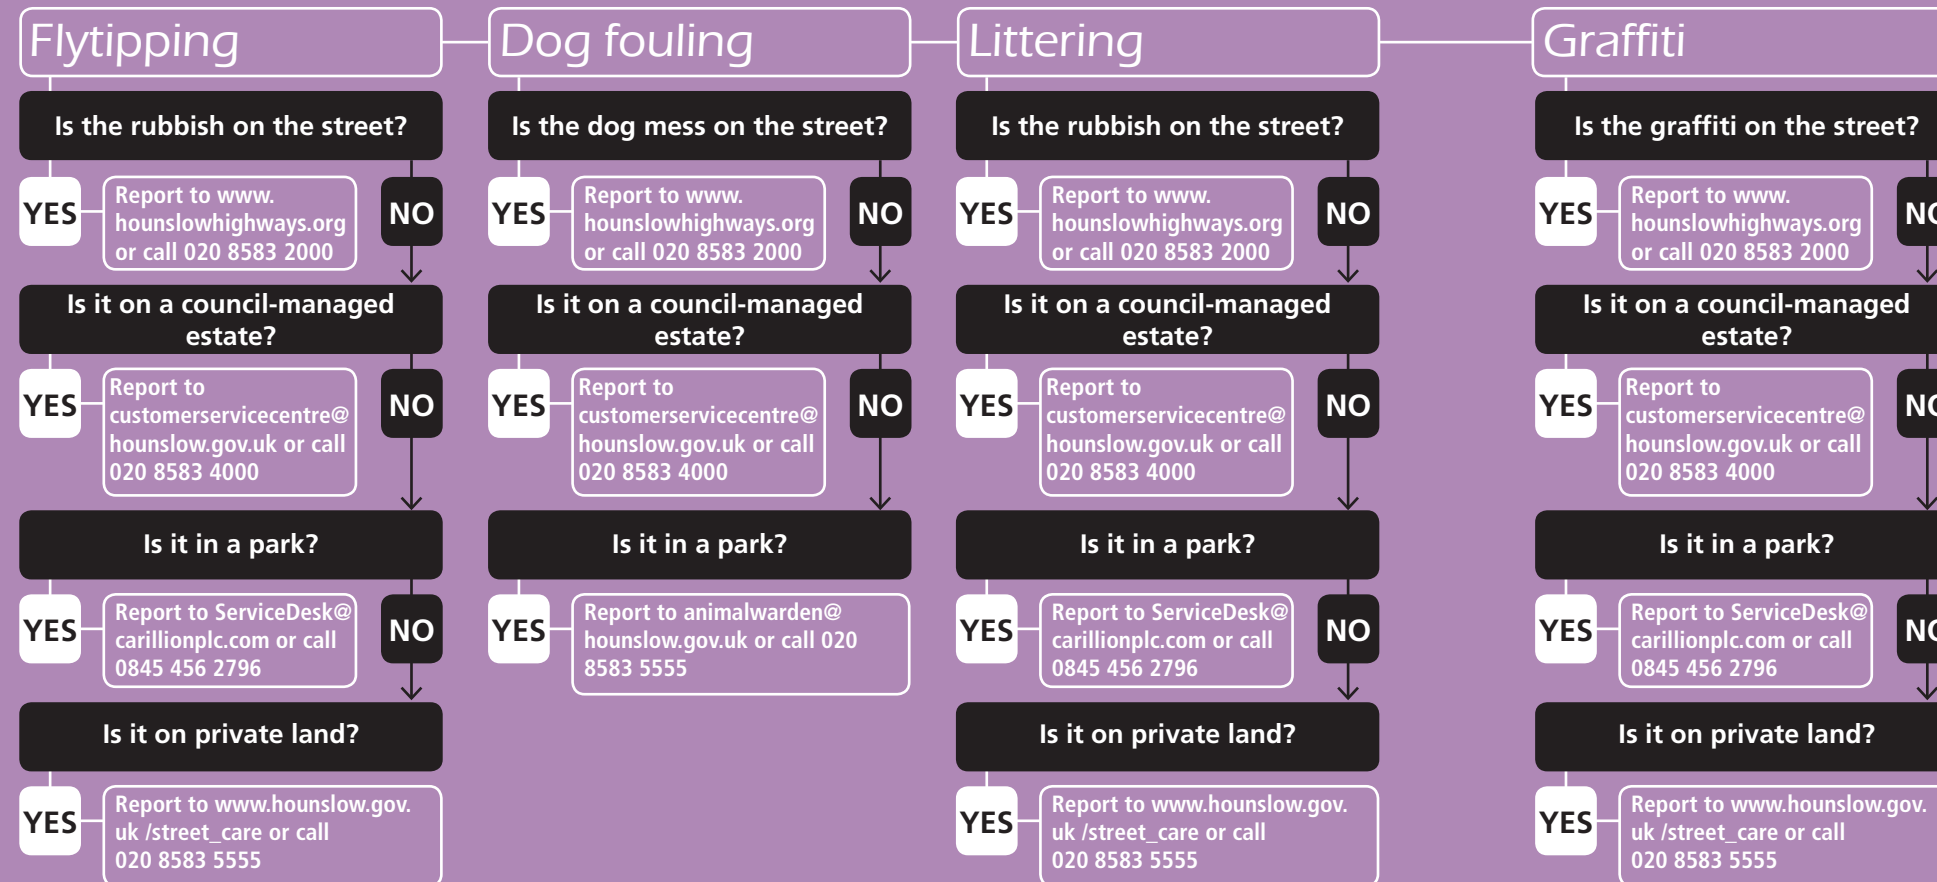 Flytipping
Is the rubbish on the street?
YES
Report to www.
hounslowhighways.org
or call 020 8583 2000
NO
Is it on a council-managed
estate?
YES
Report to
customerservicecentre@
hounslow.gov.uk or call
020 8583 4000
NO
Is it in a park?
YES
Report to ServiceDesk@
carillionplc.com or call
0845 456 2796
NO
Is it on private land?
YES
Report to www.hounslow.gov.
uk /street_care or call
020 8583 5555
Dog fouling
Is the dog mess on the street?
YES
Report to www.
hounslowhighways.org
or call 020 8583 2000
NO
Is it on a council-managed
estate?
YES
Report to
customerservicecentre@
hounslow.gov.uk or call
020 8583 4000
NO
Is it in a park?
YES
Report to animalwarden@
hounslow.gov.uk or call 020
8583 5555
Littering
Is the rubbish on the street?
YES
Report to www.
hounslowhighways.org
or call 020 8583 2000
NO
Is it on a council-managed
estate?
YES
Report to
customerservicecentre@
hounslow.gov.uk or call
020 8583 4000
NO
Is it in a park?
YES
Report to ServiceDesk@
carillionplc.com or call
0845 456 2796
NO
Is it on private land?
YES
Report to www.hounslow.gov.
uk /street_care or call
020 8583 5555
Graffiti
Is the graffiti on the street?
YES
Report to www.
hounslowhighways.org
or call 020 8583 2000
NO
Is it on a council-managed
estate?
YES
Report to
customerservicecentre@
hounslow.gov.uk or call
020 8583 4000
NO
Is it in a park?
YES
Report to ServiceDesk@
carillionplc.com or call
0845 456 2796
NO
Is it on private land?
YES
Report to www.hounslow.gov.
uk /street_care or call
020 8583 5555